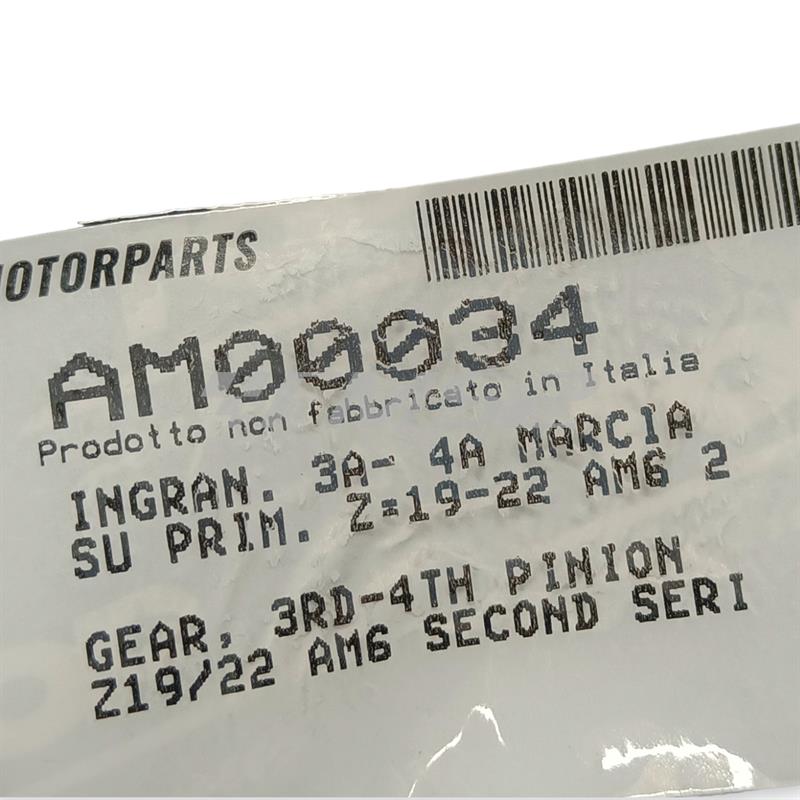 MOTORPARTS
AM00034
Prodotto non fabbricato in Italia
INGRAN. 3A- 4A MARCIA
SU PRIM. Z=19-22 AM6 2
GEAR, 3RD-4TH PINION
Z19/22 AM6 SECOND SERI